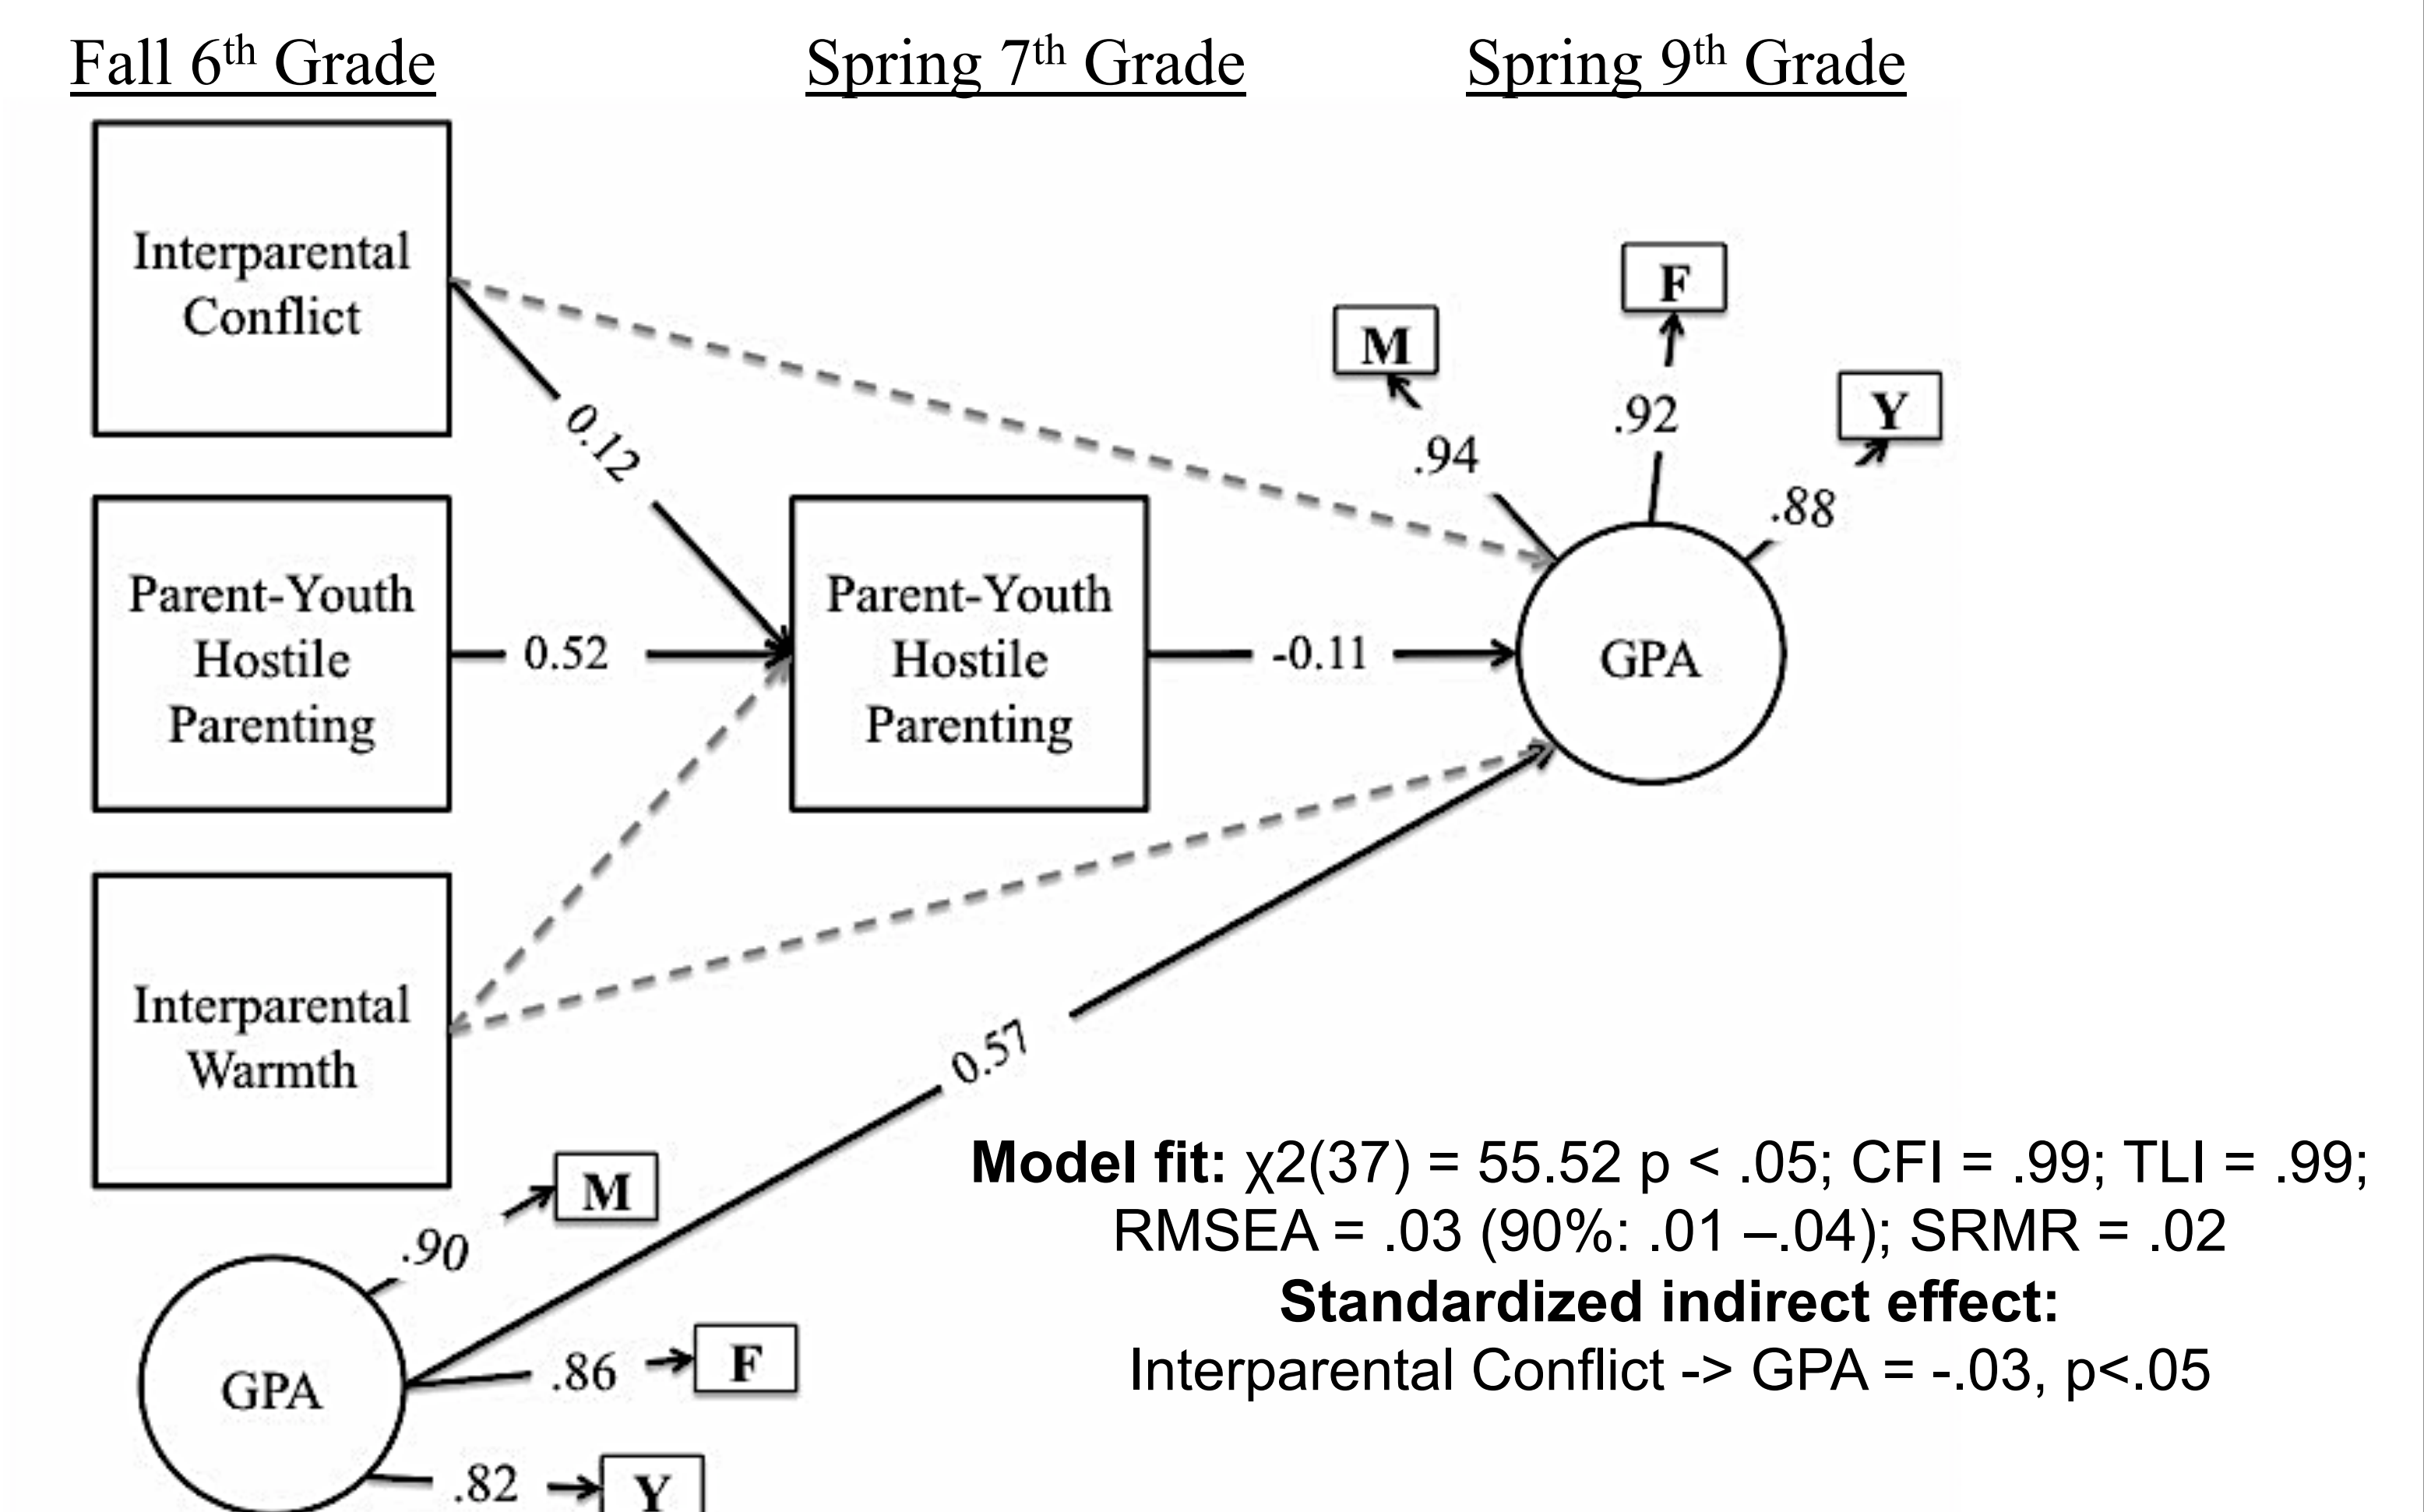 Fall 6th Grade
Spring 7th Grade
Spring 9th Grade
Interparental
Conflict
0.12
M
F
Y
.94
.92
.88
Parent-Youth
Hostile
Parenting
0.52
Parent-Youth
Hostile
Parenting
-0.11
GPA
Interparental
Warmth
0.57
GPA
.90
M
.86
F
.82
Y
Model fit: χ2(37) = 55.52 p < .05; CFI = .99; TLI = .99;
RMSEA = .03 (90%: .01 –.04); SRMR = .02
Standardized indirect effect:
Interparental Conflict -> GPA = -.03, p<.05